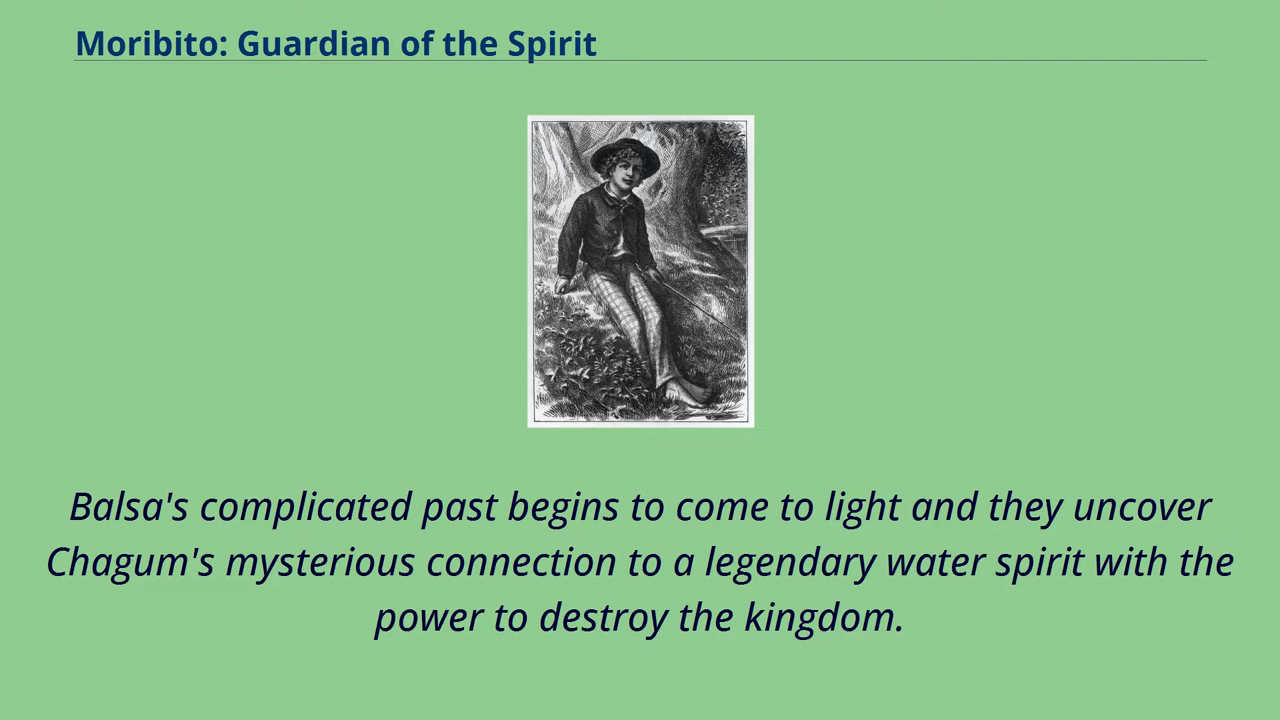 Moribito: Guardian of the Spirit
Balsa's complicated past begins to come to light and they uncover
Chagum's mysterious connection to a legendary water spirit with the
power to destroy the kingdom.